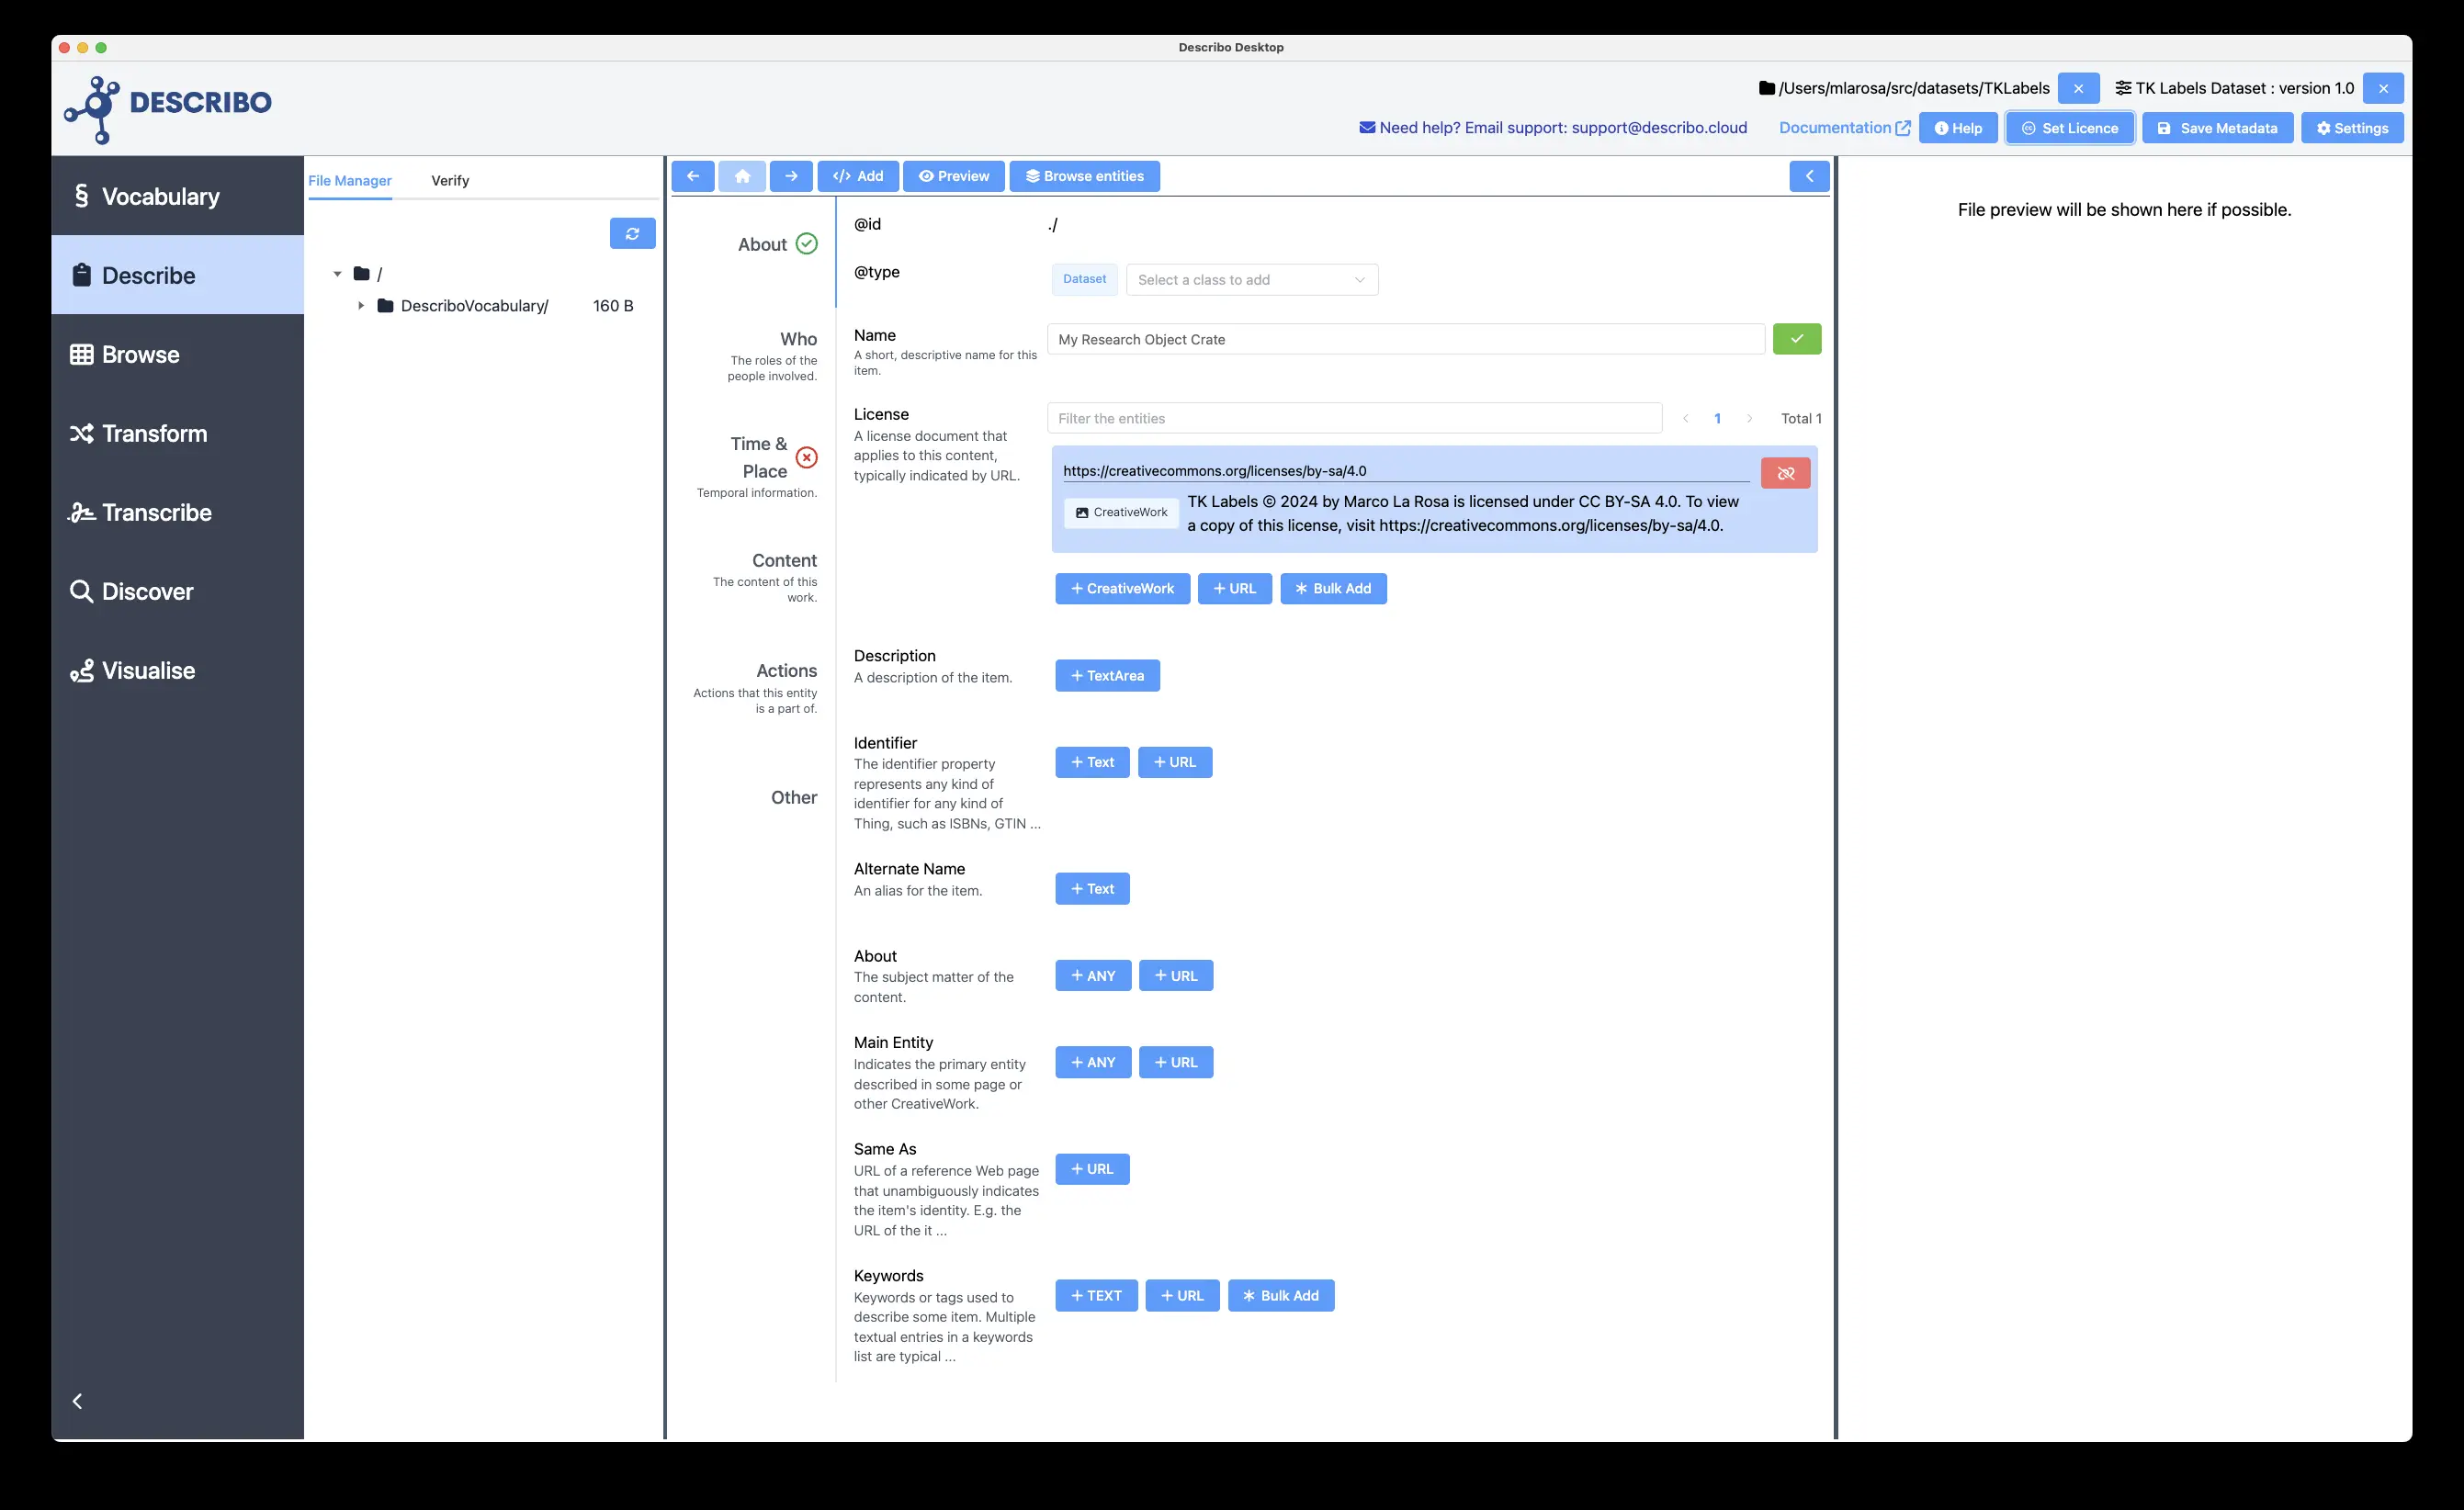 Describo Desktop
DESCRIBO
/Users/mlarosa/src/datasets/TKLabels
TK Labels Dataset : version 1.0
Need help? Email support: support@describo.cloud
Documentation
Help
Set Licence
Save Metadata
Settings
Vocabulary
Describe
Browse
Transform
Transcribe
Discover
Visualise
File Manager
Verify
/
DescriboVocabulary/
160 B
</> Add
Preview
Browse entities
About
Who
The roles of the
people involved.
Time &
Place
Temporal information.
Content
The content of this
work.
Actions
Actions that this entity
is a part of.
Other
@id
./
@type
Dataset
Select a class to add
Name
A short, descriptive name for this
item.
My Research Object Crate
License
A license document that
applies to this content,
typically indicated by URL.
Filter the entities
1
Total 1
https://creativecommons.org/licenses/by-sa/4.0
CreativeWork
TK Labels © 2024 by Marco La Rosa is licensed under CC BY-SA 4.0. To view
a copy of this license, visit https://creativecommons.org/licenses/by-sa/4.0.
+ CreativeWork
+ URL
Bulk Add
Description
A description of the item.
+ TextArea
Identifier
The identifier property
represents any kind of
identifier for any kind of
Thing, such as ISBNs, GTIN ...
+ Text
+ URL
Alternate Name
An alias for the item.
+ Text
About
The subject matter of the
content.
+ ANY
+ URL
Main Entity
Indicates the primary entity
described in some page or
other CreativeWork.
+ ANY
+ URL
Same As
URL of a reference Web page
that unambiguously indicates
the item's identity. E.g. the
URL of the it ...
+ URL
Keywords
Keywords or tags used to
describe some item. Multiple
textual entries in a keywords
list are typical ...
+ TEXT
+ URL
Bulk Add
File preview will be shown here if possible.